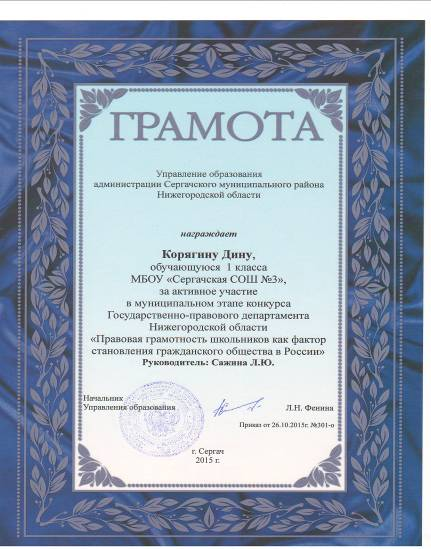 ГРАМОТА
Управление образования
администрации Сергачского муниципального района
Нижегородской области
награждает
Корягину Дину,
обучающуюся 1 класса
МБОУ «Сергачская СОШ №3»,
за активное участие
в муниципальном этапе конкурса
Государственно-правового департамента
Нижегородской области
«Правовая грамотность школьников как фактор
становления гражданского общества в России»
Руководитель: Сажина Л.Ю.
Начальник
Управления образования
Л.Н. Фенина
Приказ от 26.10.2015г. №301-о
г. Сергач
2015 г.